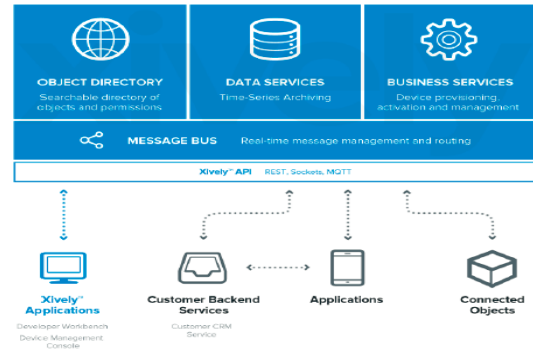 OBJECT DIRECTORY
Searchable directory of
objects and permissions
DATA SERVICES
Time-Series Archiving
BUSINESS SERVICES
Device provisioning,
activation and management
MESSAGE BUS Real-time message management and routing
Xively™ API REST, Sockets, MQTT
Xively™
Applications
Developer Workbench
Device Management
Console
Customer Backend
Services
Customer CRM
Service
Applications
Connected
Objects